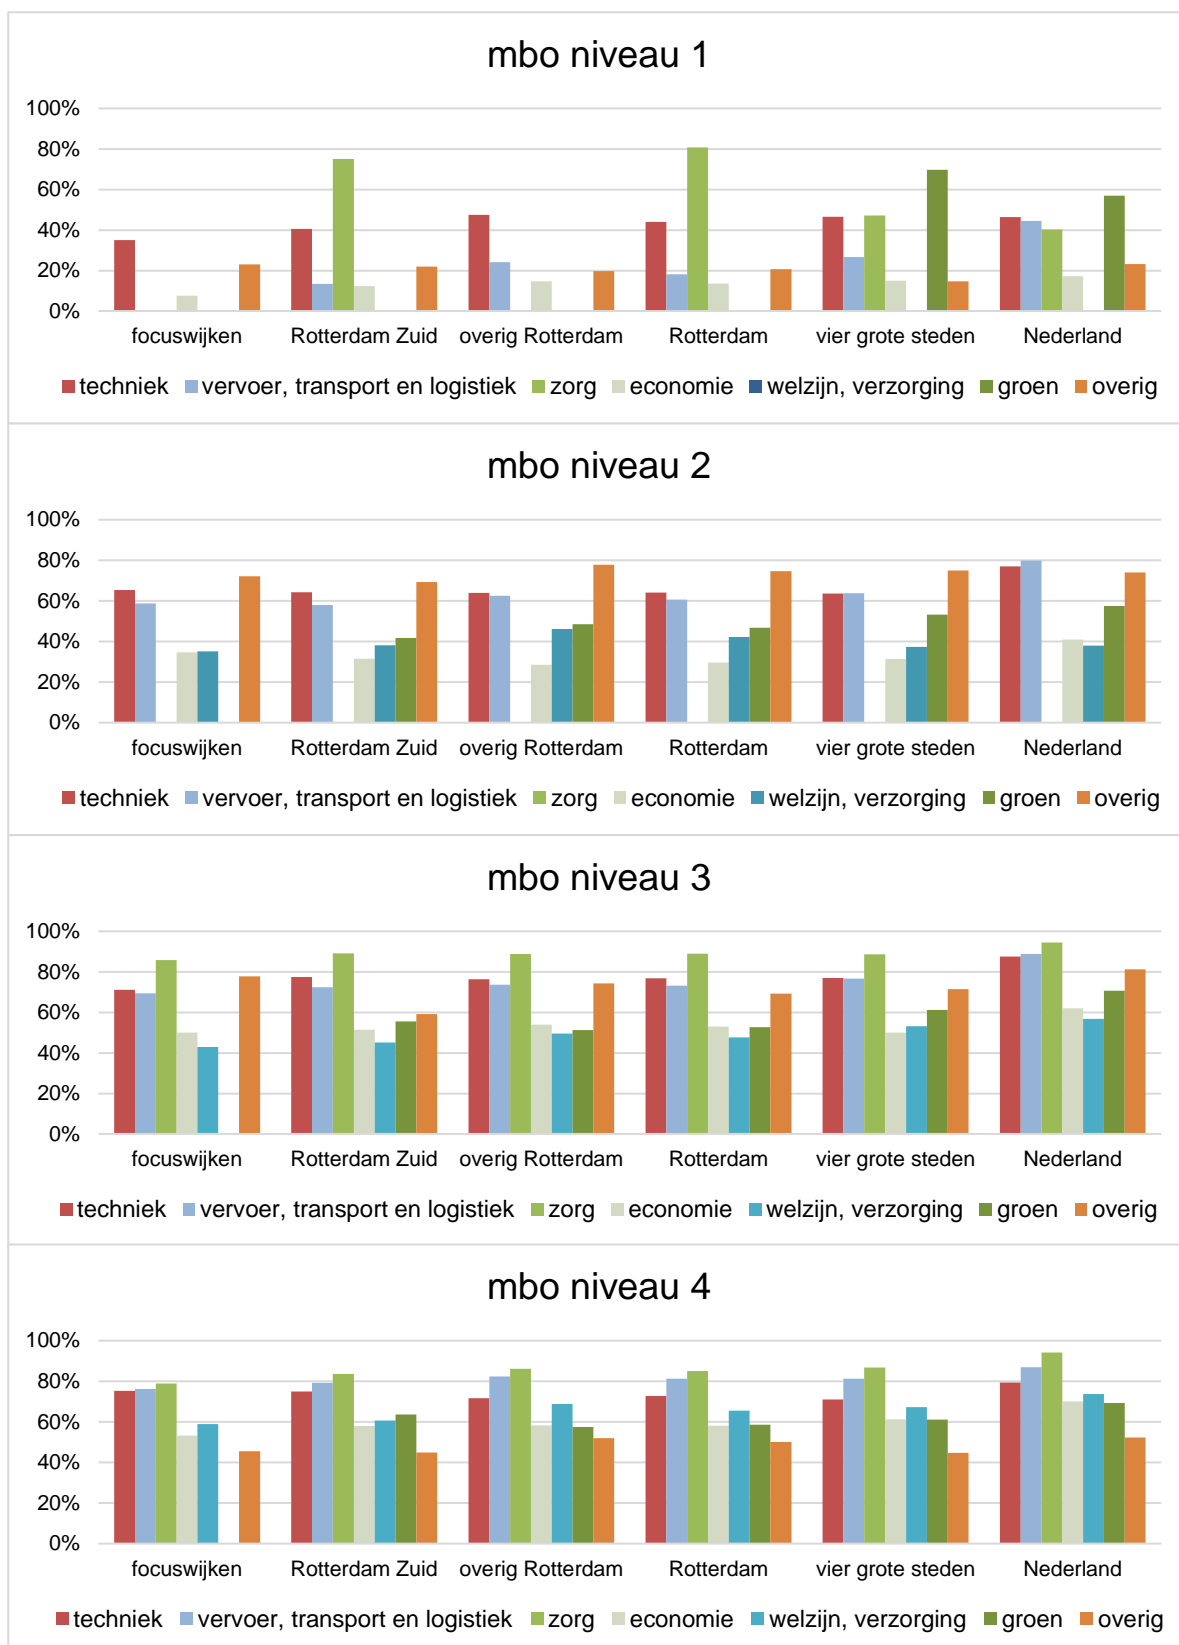 mbo niveau 1
100%
80%
60%
40%
20%
0%
focuswijken Rotterdam Zuid overig Rotterdam Rotterdam vier grote steden Nederland
techniek vervoer, transport en logistiek zorg economie welzijn, verzorging groen overig
mbo niveau 2
100%
80%
60%
40%
20%
0%
focuswijken Rotterdam Zuid overig Rotterdam Rotterdam vier grote steden Nederland
techniek vervoer, transport en logistiek zorg economie welzijn, verzorging groen overig
mbo niveau 3
100%
80%
60%
40%
20%
0%
focuswijken Rotterdam Zuid overig Rotterdam Rotterdam vier grote steden Nederland
techniek vervoer, transport en logistiek zorg economie welzijn, verzorging groen overig
mbo niveau 4
100%
80%
60%
40%
20%
0%
focuswijken Rotterdam Zuid overig Rotterdam Rotterdam vier grote steden Nederland
techniek vervoer, transport en logistiek zorg economie welzijn, verzorging groen overig